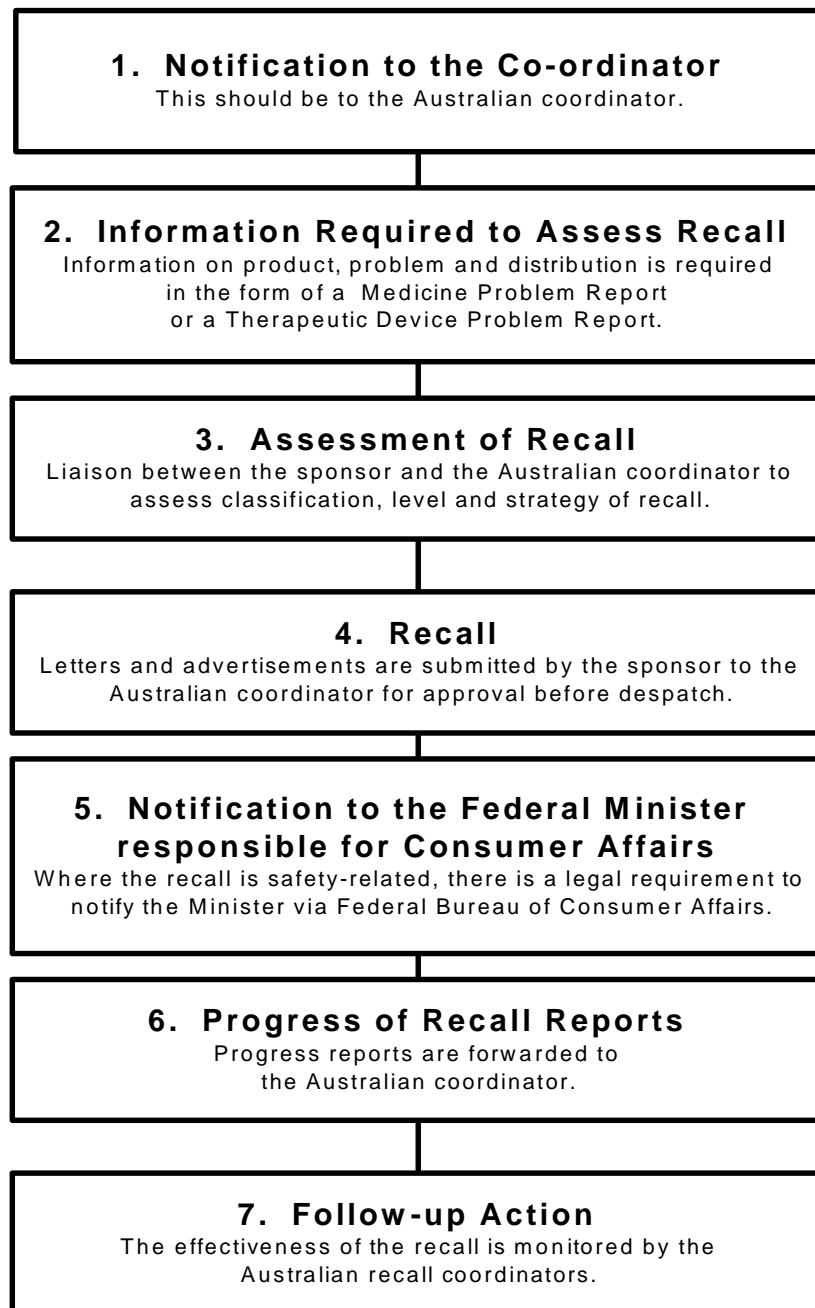 1. Notification to the Co-ordinator
This should be to the Australian coordinator.
2. Information Required to Assess Recall
Information on product, problem and distribution is required
in the form of a Medicine Problem Report
or a Therapeutic Device Problem Report.
3. Assessment of Recall
Liaison between the sponsor and the Australian coordinator to
assess classification, level and strategy of recall.
4. Recall
Letters and advertisements are submitted by the sponsor to the
Australian coordinator for approval before despatch.
5. Notification to the Federal Minister
responsible for Consumer Affairs
Where the recall is safety-related, there is a legal requirement to
notify the Minister via Federal Bureau of Consumer Affairs.
6. Progress of Recall Reports
Progress reports are forwarded to
the Australian coordinator.
7. Follow-up Action
The effectiveness of the recall is monitored by the
Australian recall coordinators.